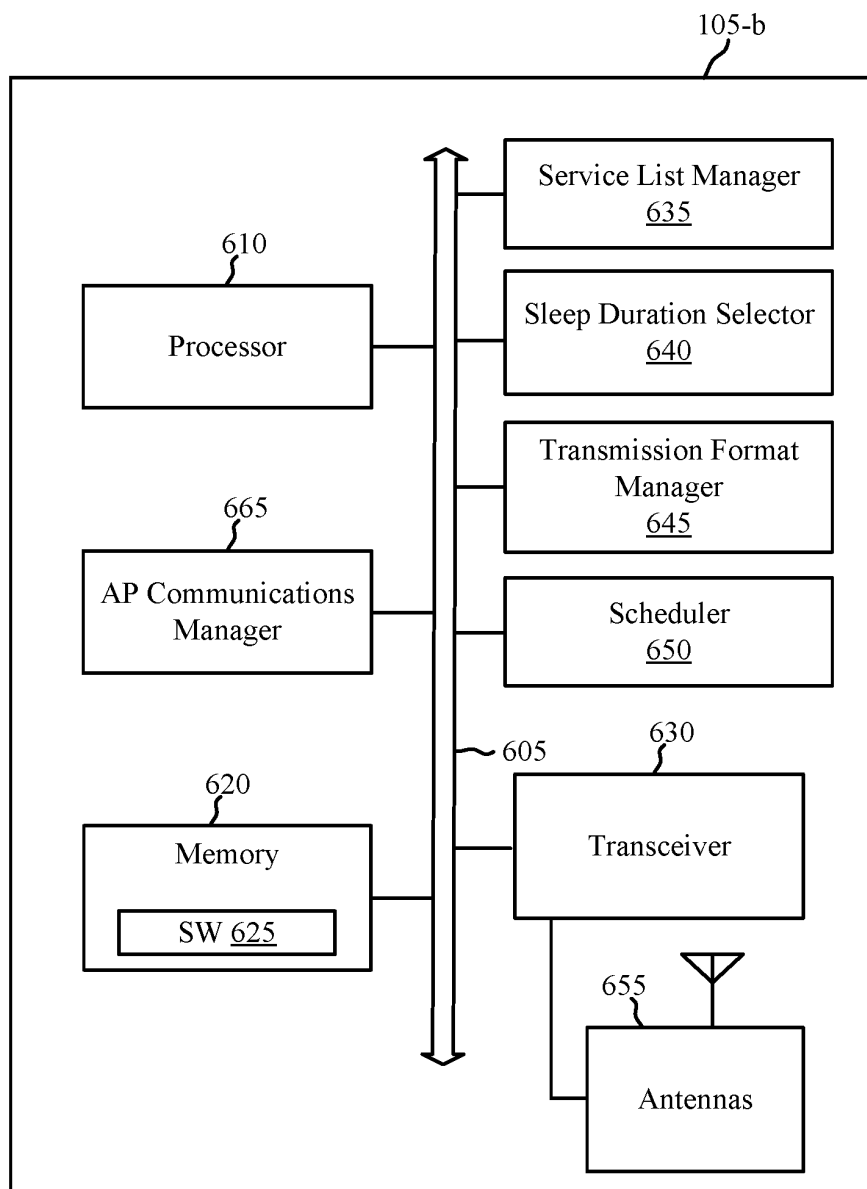 105-b
Service List Manager
635
610
Processor
Sleep Duration Selector
640
Transmission Format
Manager
645
665
AP Communications
Manager
Scheduler
650
605
630
Transceiver
620
Memory
SW 625
655
Antennas